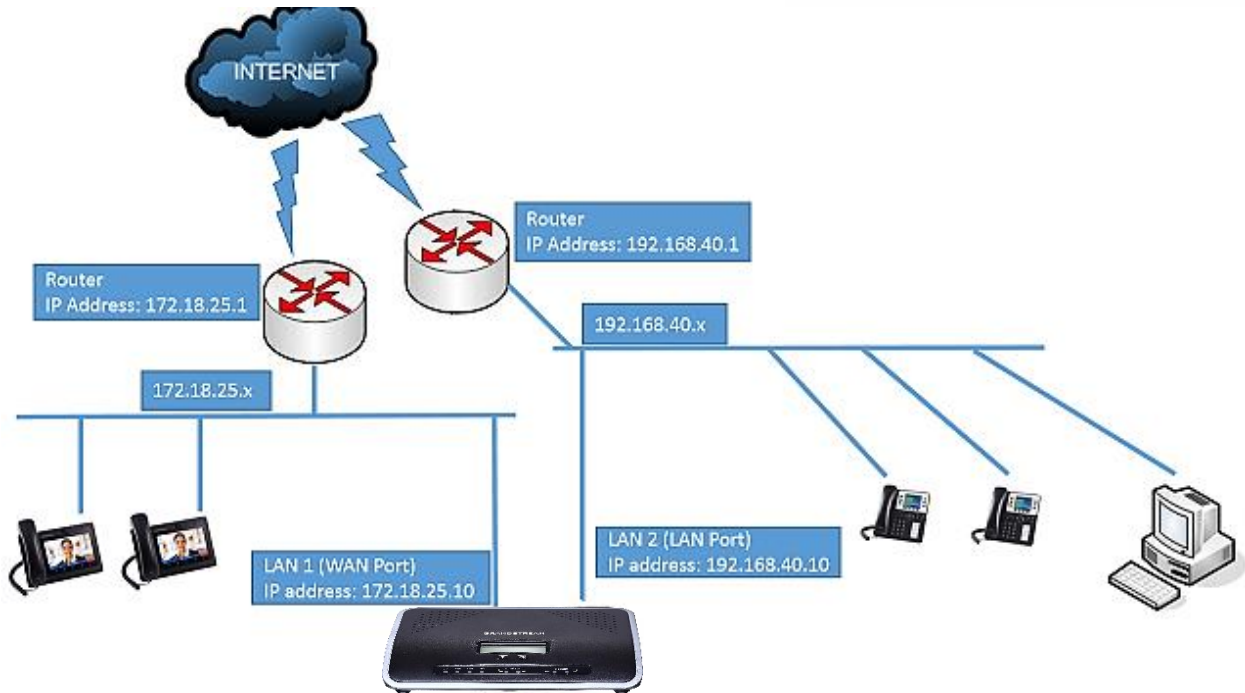 INTERNET
Router
IP Address: 192.168.40.1
Router
IP Address: 172.18.25.1
192.168.40.x
172.18.25.x
LAN 1 (WAN Port)
IP address: 172.18.25.10
LAN 2 (LAN Port)
IP address: 192.168.40.10
GRANDSTREAM